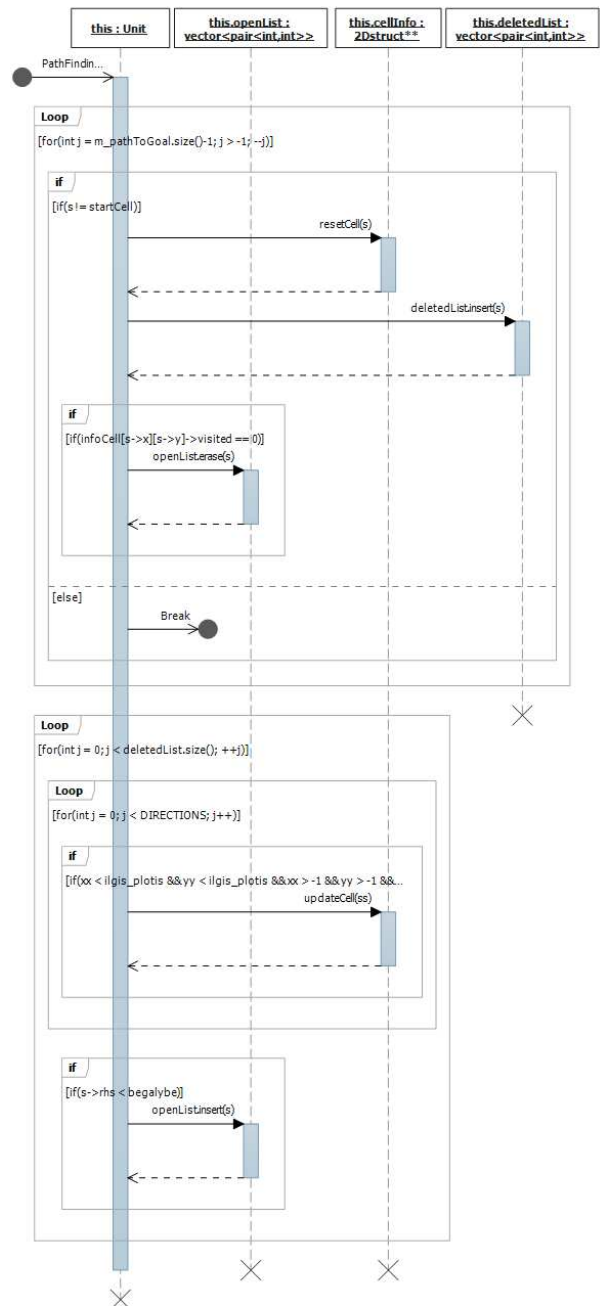 this : Unit
this.openList :
vector<pair<int,int>>
this.cellInfo :
2Dstruct**
this.deletedList :
vector<pair<int,int>>
PathFindin...
Loop
[for(int j = m_pathToGoal.size()-1; j > -1; --j)]
if
[if(s != startCell)]
resetCell(s)
deletedList.insert(s)
if
[if(infoCell[s->x][s->y]->visited == 0)]
openList.erase(s)
[else]
Break
Loop
[for(int j = 0; j < deletedList.size(); ++j)]
Loop
[for(int j = 0; j < DIRECTIONS; j++)]
if
[if(xx < ilgis_plotis && yy < ilgis_plotis && xx > -1 && yy > -1 && ...
updateCell(ss)
if
[if(s->rhs < begalybe)]
openList.insert(s)